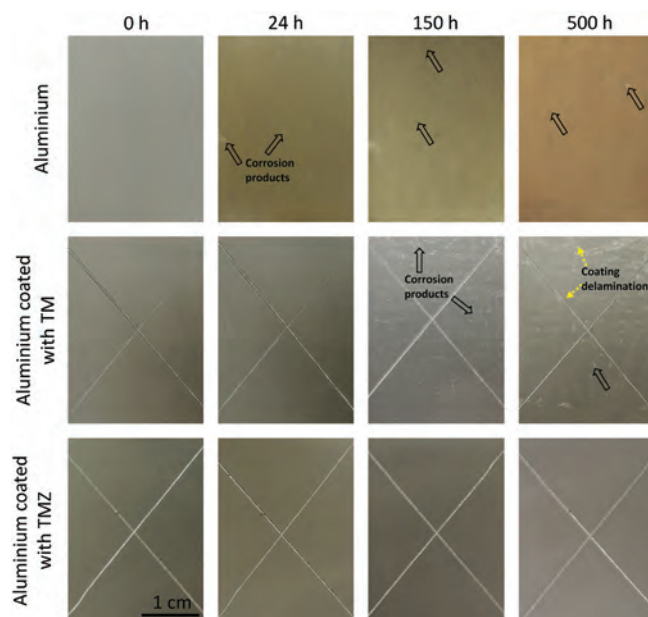 0 h
24 h
150 h
500 h
Aluminium
Corrosion
products
Aluminium coated
with TM
Corrosion
products
Coating
delamination
Aluminium coated
with TMZ
1 cm